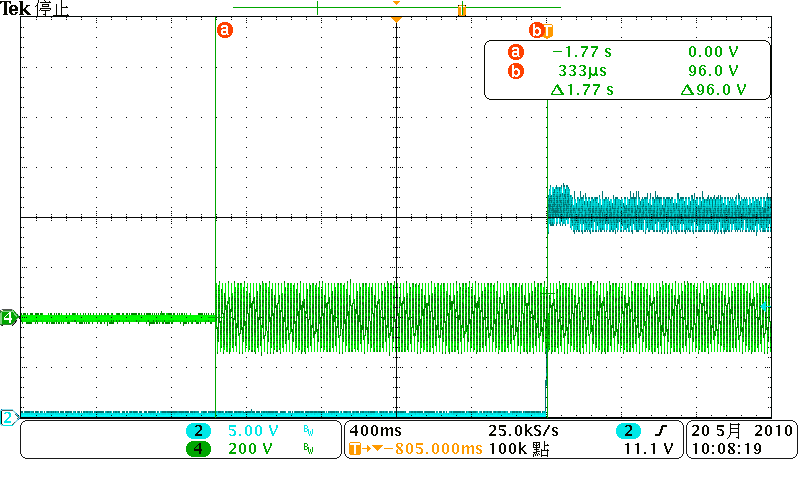 Tek 停止
a
b T
a −1.77 s 0.00 V
b 333µs 96.0 V
Δ1.77 s Δ96.0 V
4
2
2 5.00 V BW
4 200 V BW
400ms 25.0kS/s
T→▼−805.000ms 100k 點
2 11.1 V
20 5月 2010
10:08:19